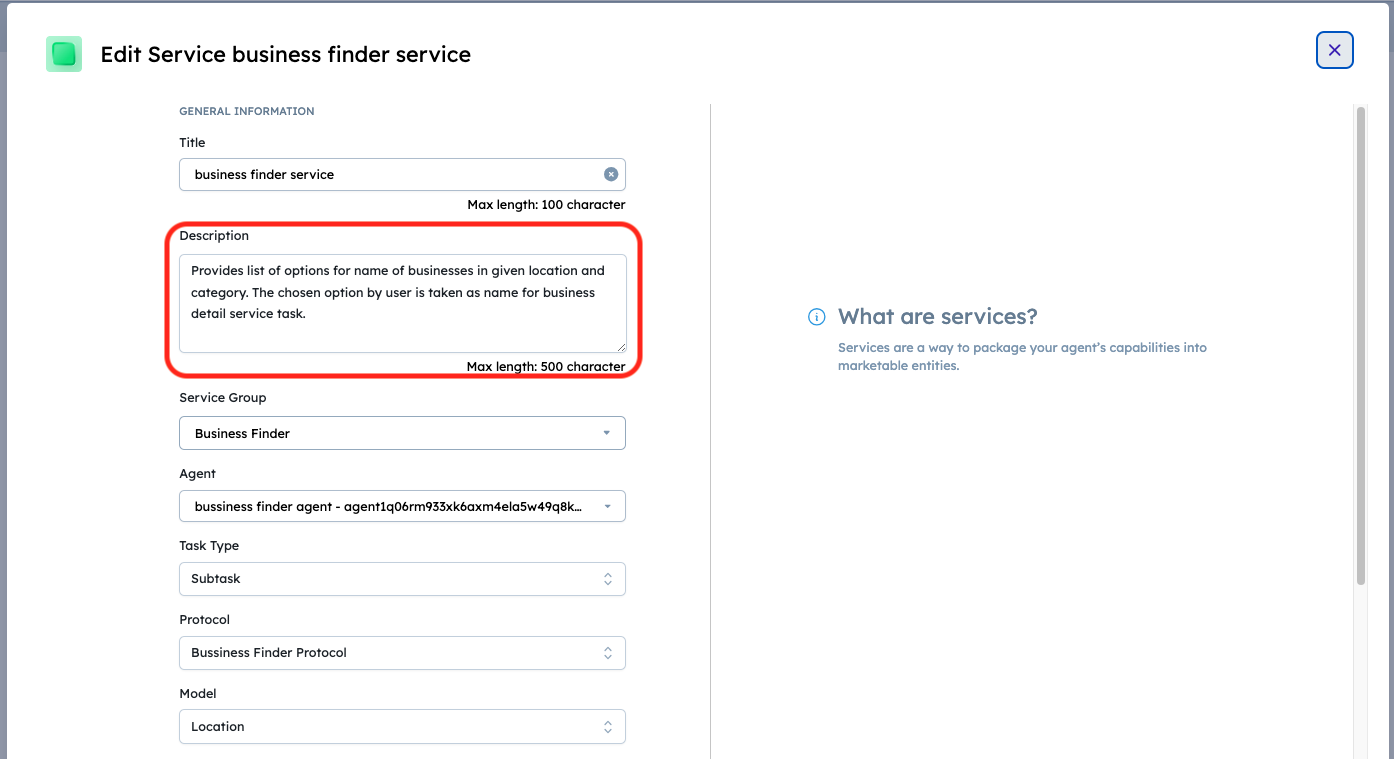 Edit Service business finder service
GENERAL INFORMATION
Title
business finder service
Max length: 100 character
Description
Provides list of options for name of businesses in given location and
category. The chosen option by user is taken as name for business
detail service task.
Max length: 500 character
Service Group
Business Finder
Agent
bussiness finder agent - agent1q06rm933xk6axm4ela5w49q8k...
Task Type
Subtask
Protocol
Bussiness Finder Protocol
Model
Location
What are services?
Services are a way to package your agent's capabilities into
marketable entities.